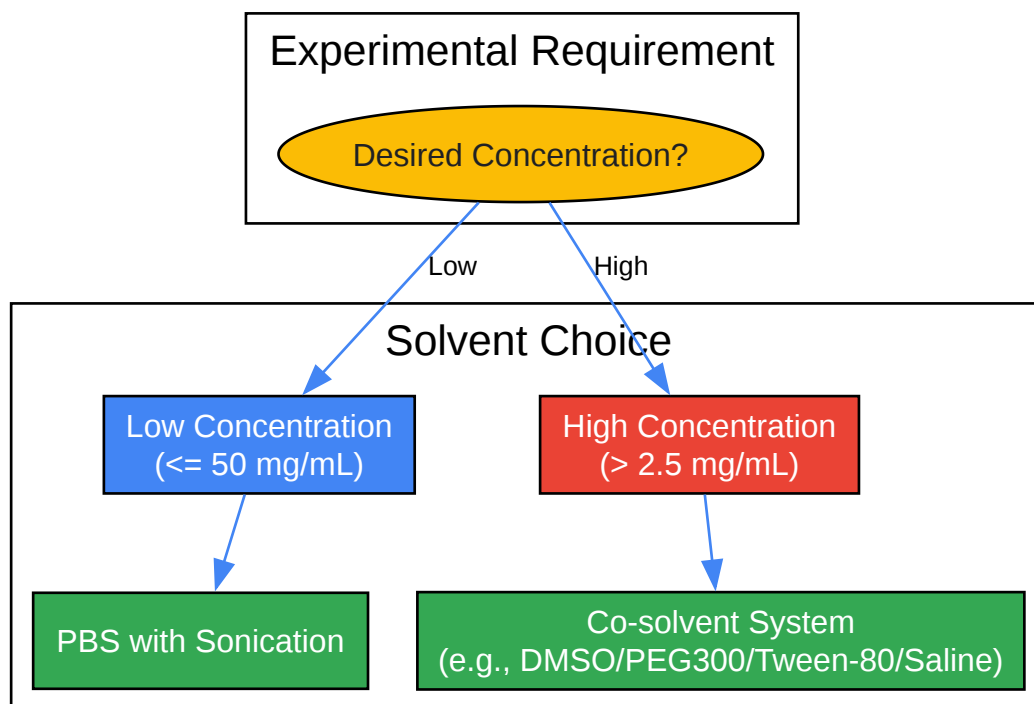 Experimental Requirement
Desired Concentration?
Low
High
Solvent Choice
Low Concentration
(<= 50 mg/mL)
High Concentration
(> 2.5 mg/mL)
PBS with Sonication
Co-solvent System
(e.g., DMSO/PEG300/Tween-80/Saline)